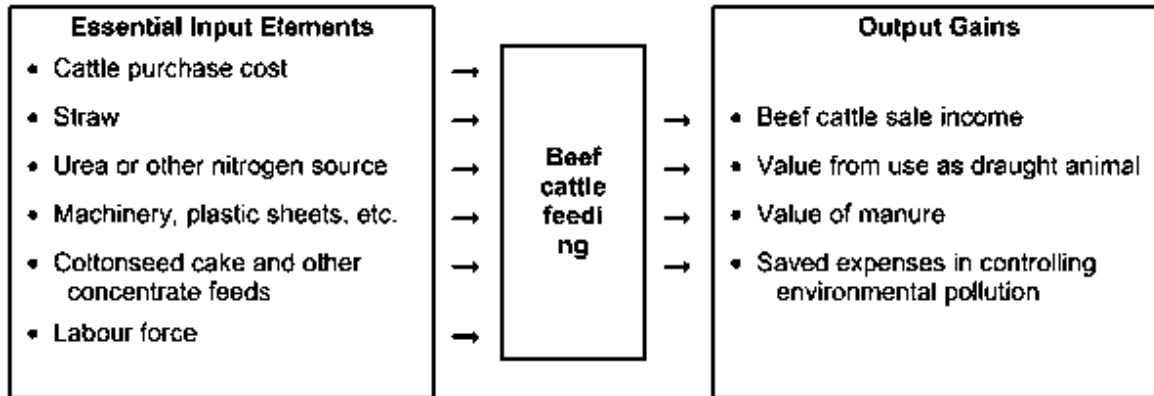 Essential Input Elements
• Cattle purchase cost →
• Straw →
• Urea or other nitrogen source →
• Machinery, plastic sheets, etc. →
• Cottonseed cake and other →
concentrate feeds
• Labour force →
Beef
cattle
feedi
ng
Output Gains
→ • Beef cattle sale income
→ • Value from use as draught animal
→ • Value of manure
→ • Saved expenses in controlling
environmental pollution